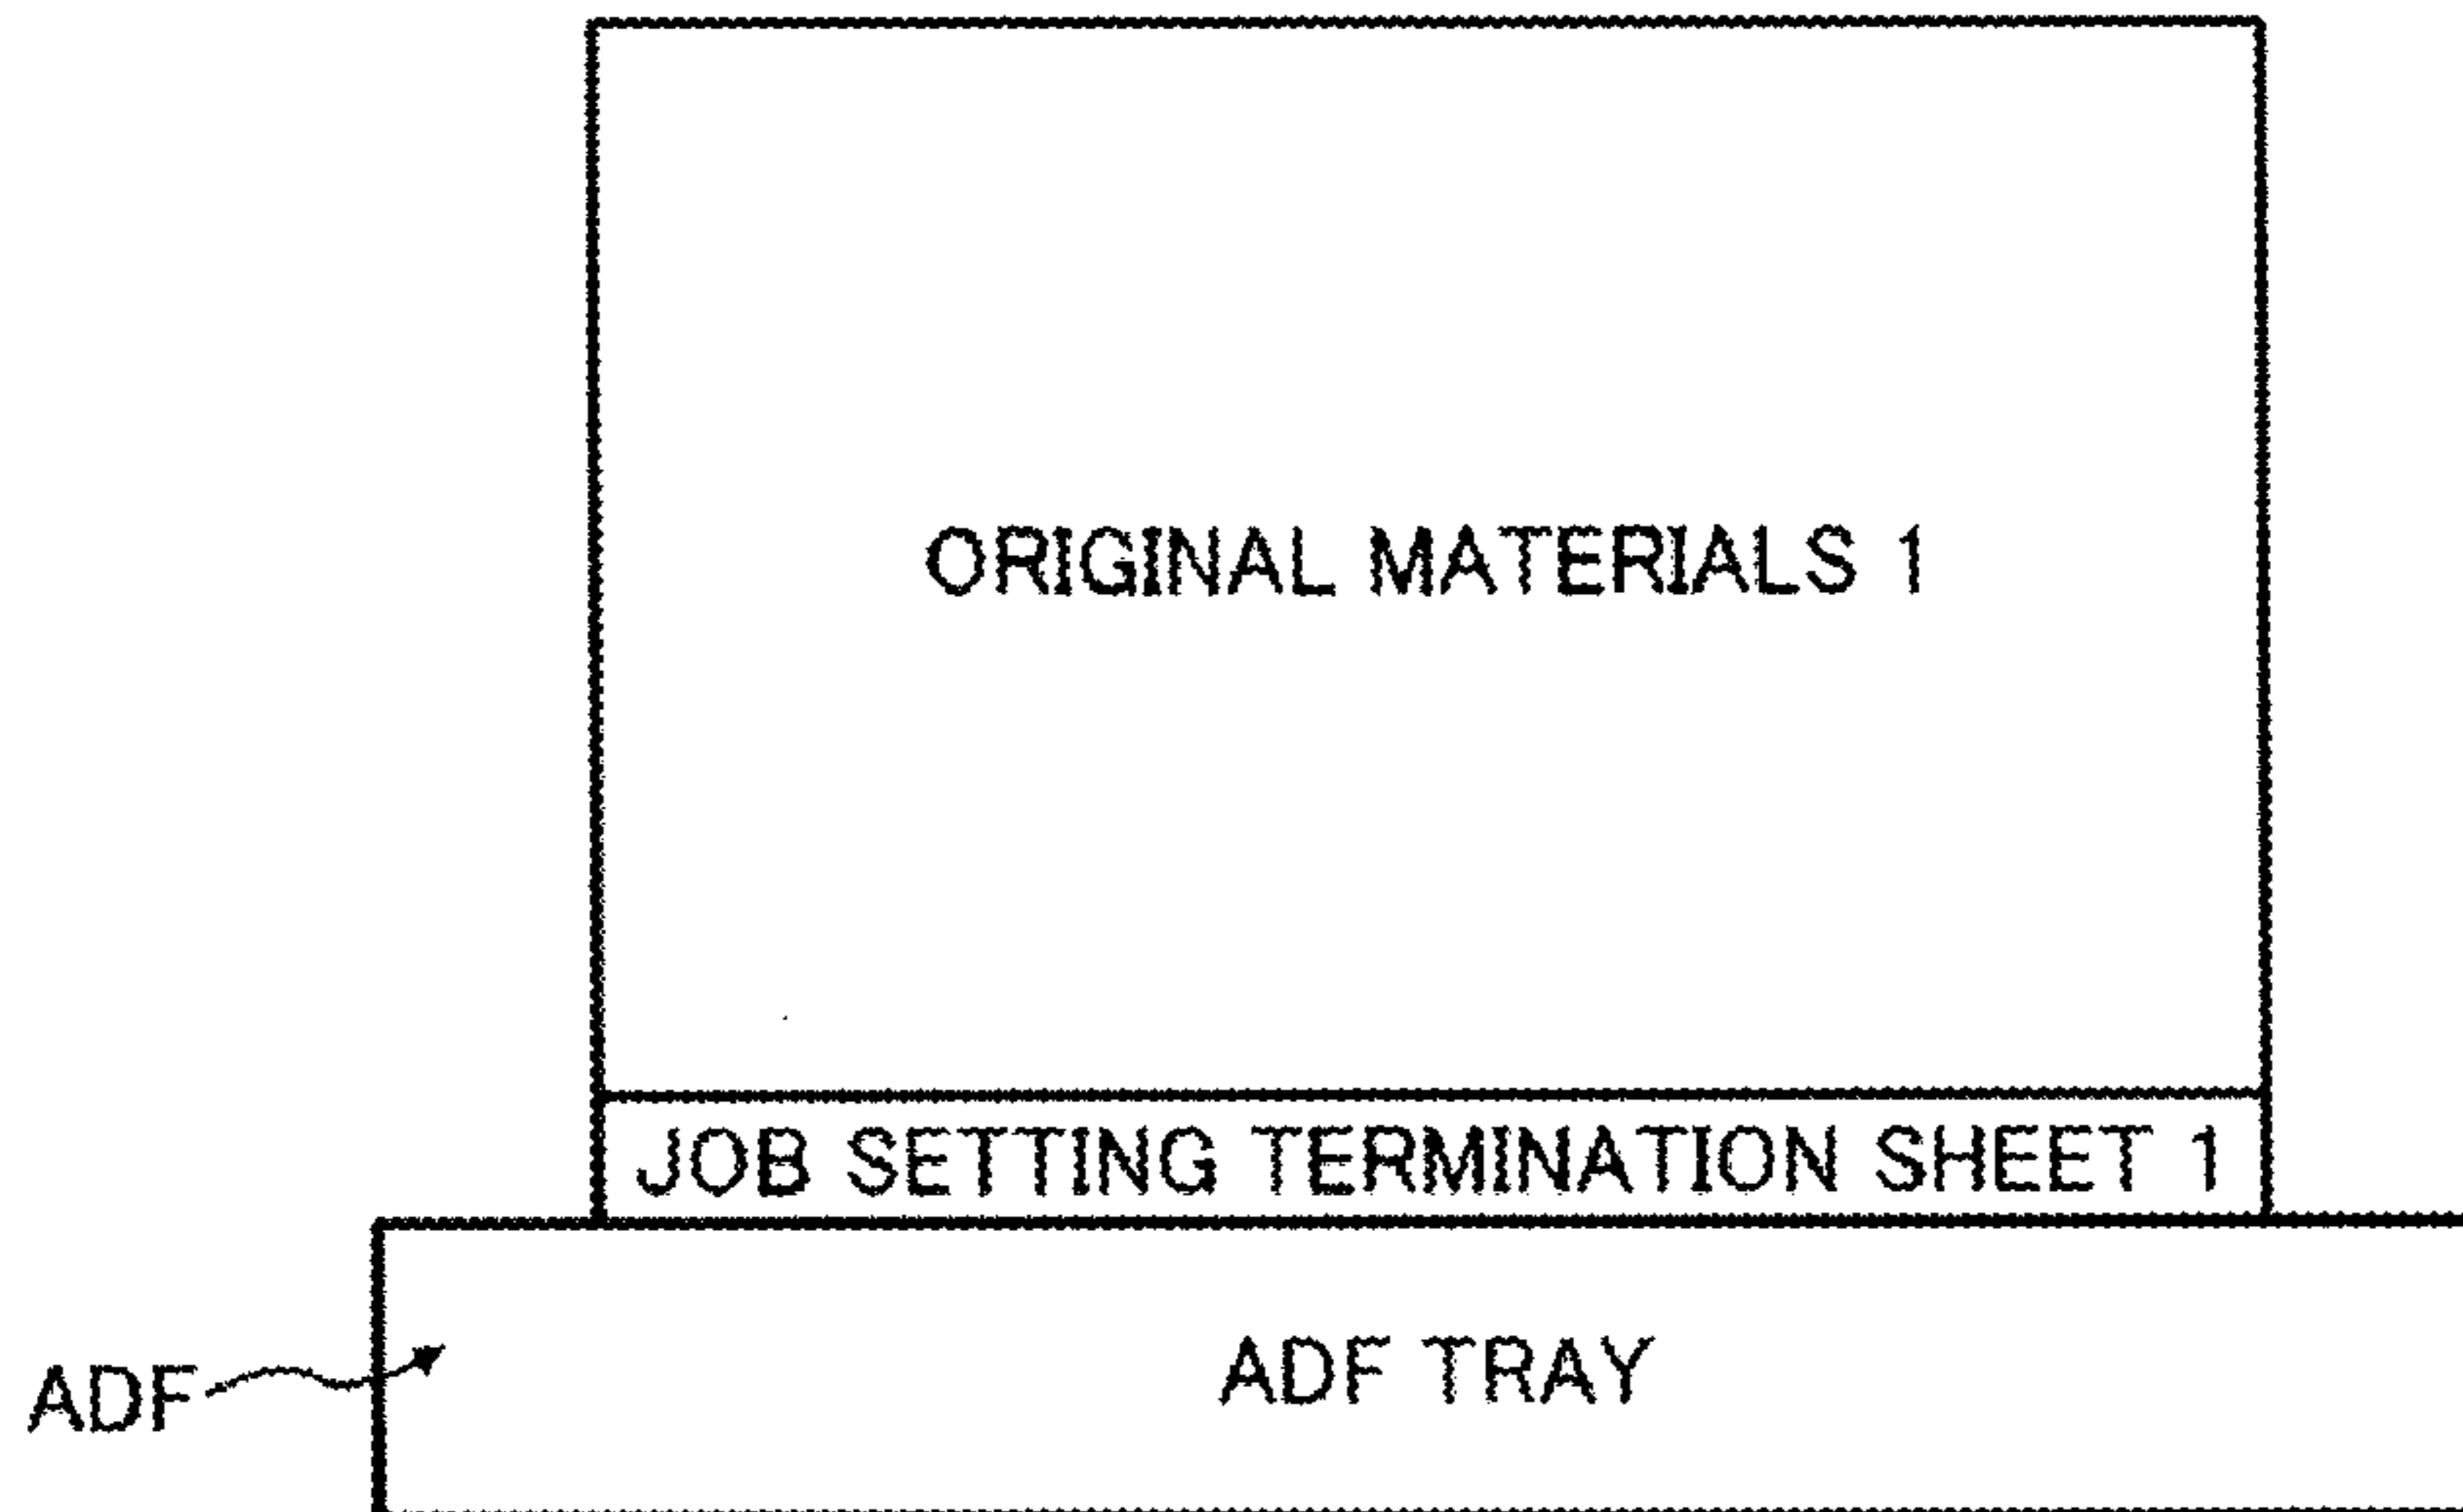 ORIGINAL MATERIALS 1
JOB SETTING TERMINATION SHEET 1
ADF TRAY
ADF